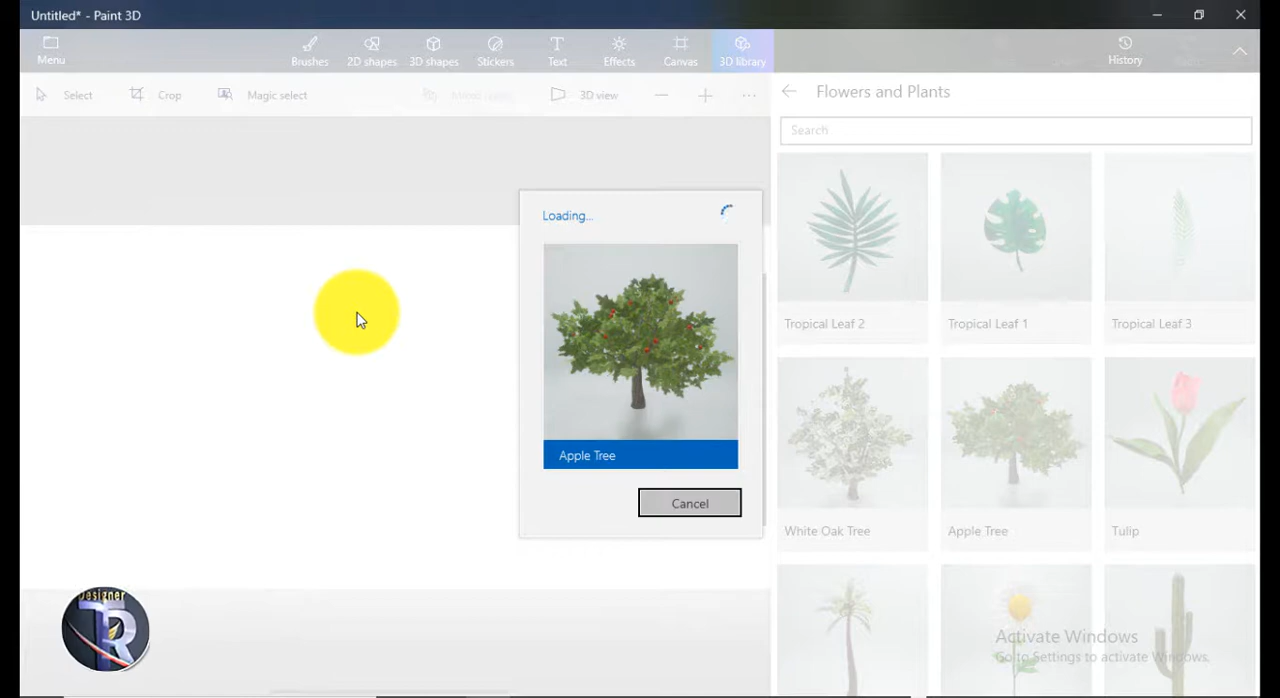 Untitled* - Paint 3D
Menu
Brushes
2D shapes
3D shapes
Stickers
Text
Effects
Canvas
3D library
History
Select
Crop
Magic select
3D view
Flowers and Plants
Search
Loading...
Apple Tree
Cancel
Tropical Leaf 2
Tropical Leaf 1
Tropical Leaf 3
White Oak Tree
Apple Tree
Tulip
Activate Windows
Go to Settings to activate Windows.
Designer
TR